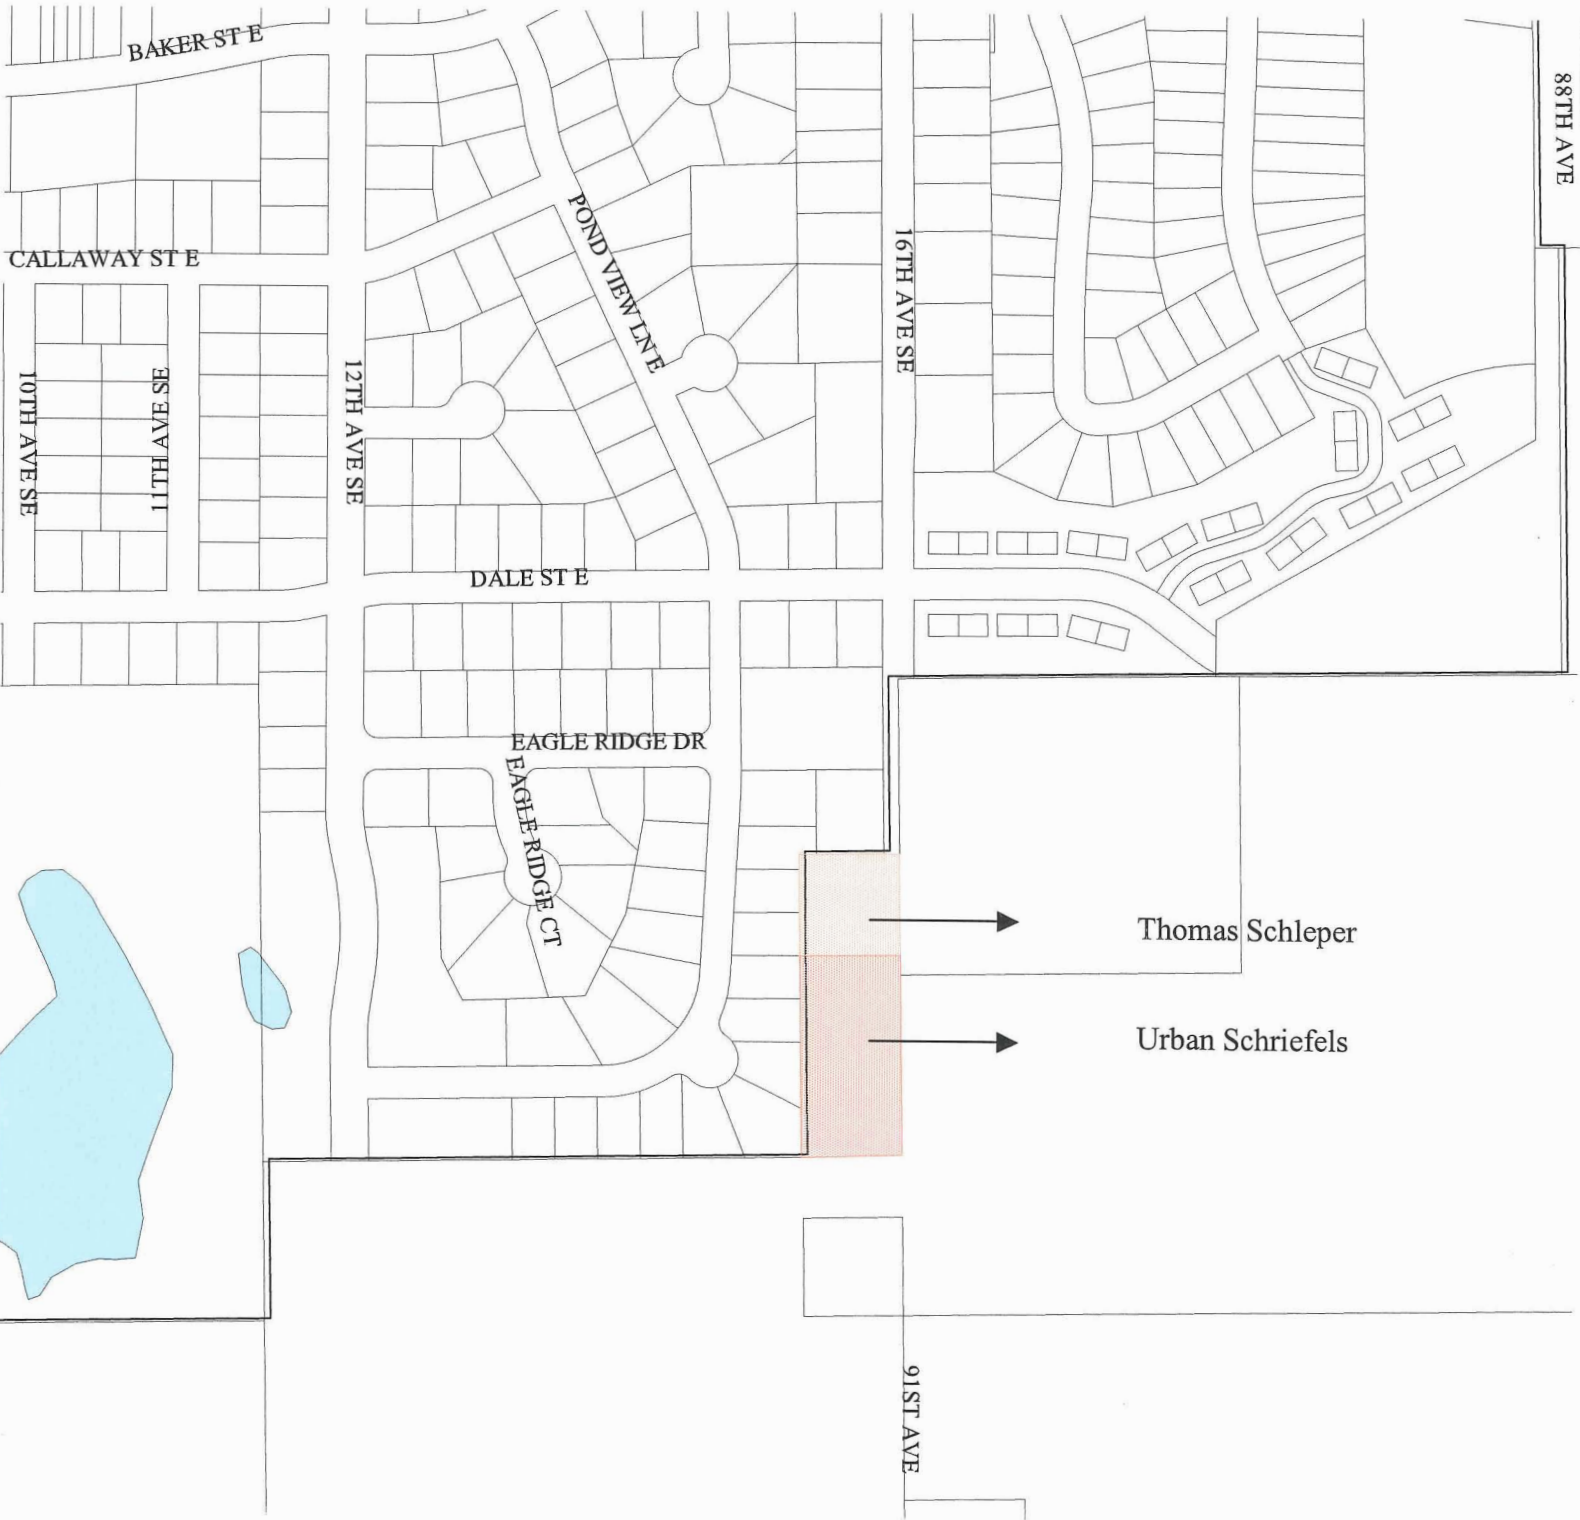 BAKER ST E
88TH AVE
CALLAWAY ST E
POND VIEW LN E
16TH AVE SE
10TH AVE SE
11TH AVE SE
12TH AVE SE
DALE ST E
EAGLE RIDGE DR
EAGLE RIDGE CT
Thomas Schleper
Urban Schriefels
91ST AVE